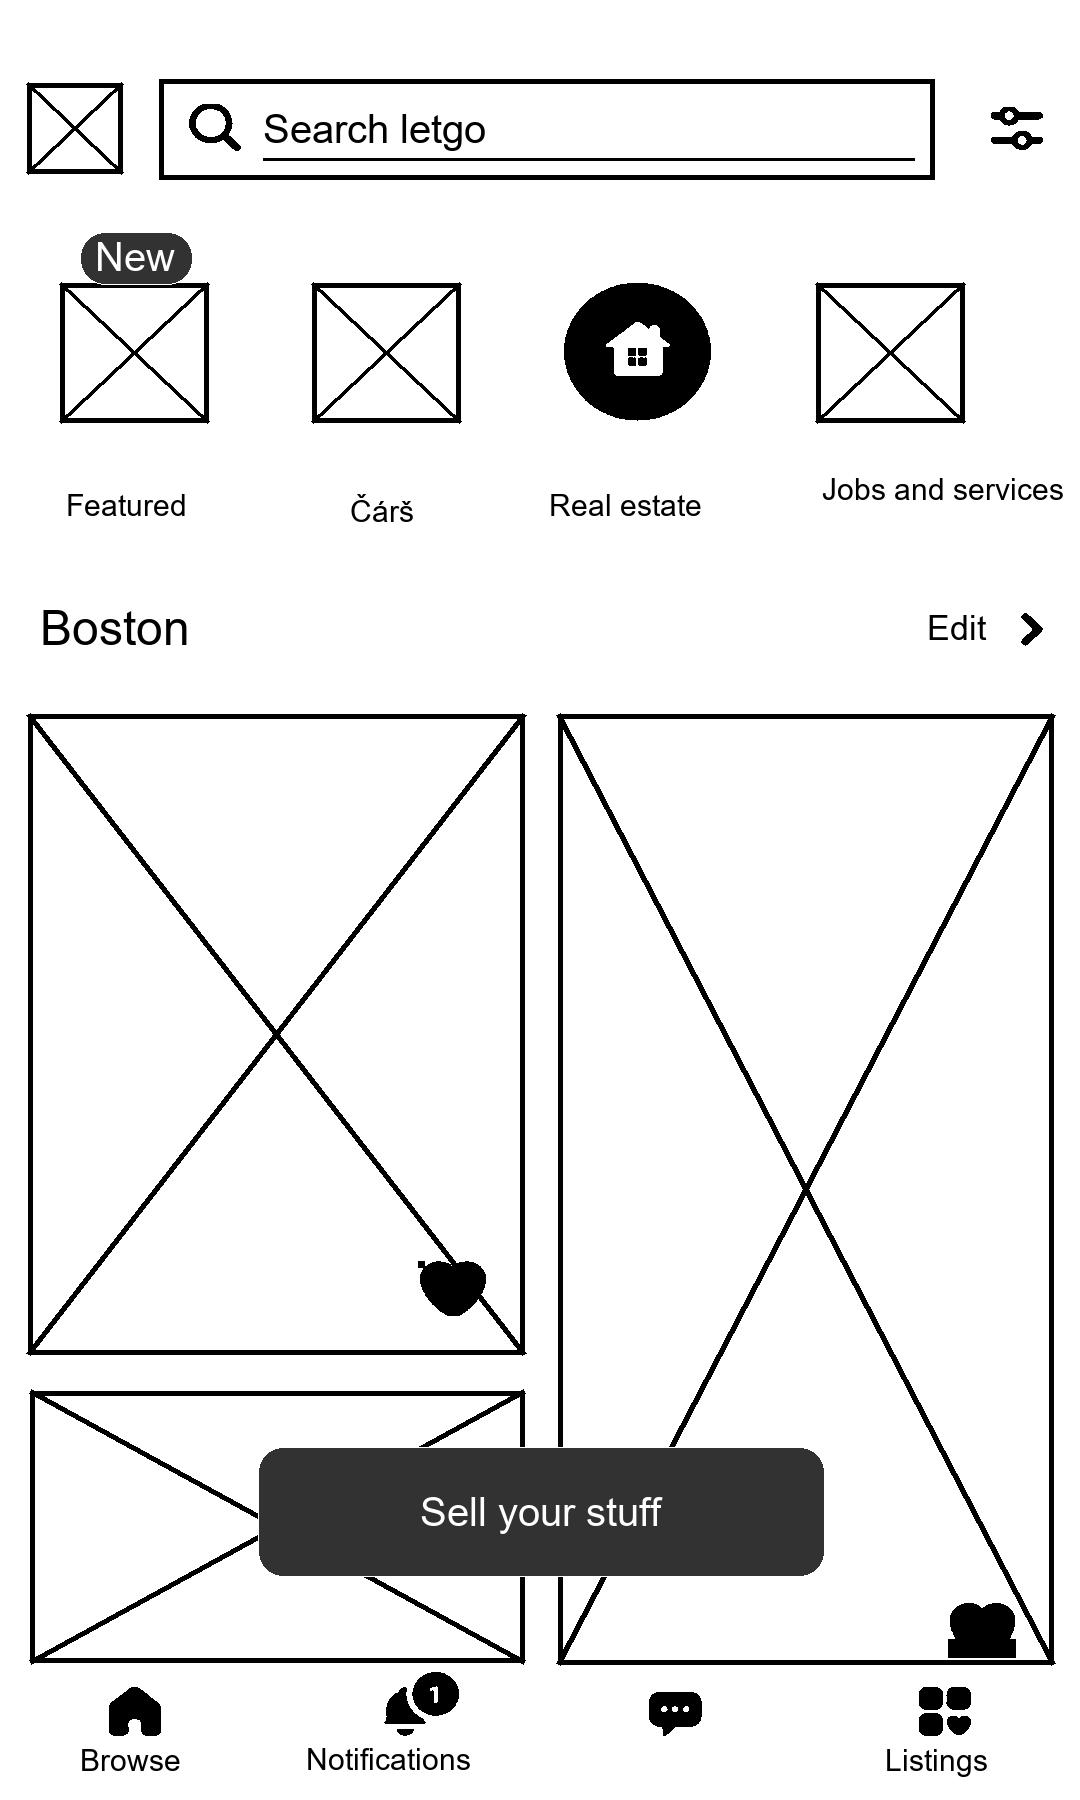 Search letgo
New
Featured
Čárš
Real estate
Jobs and services
Boston
Edit
Sell your stuff
1
Browse
Notifications
Listings